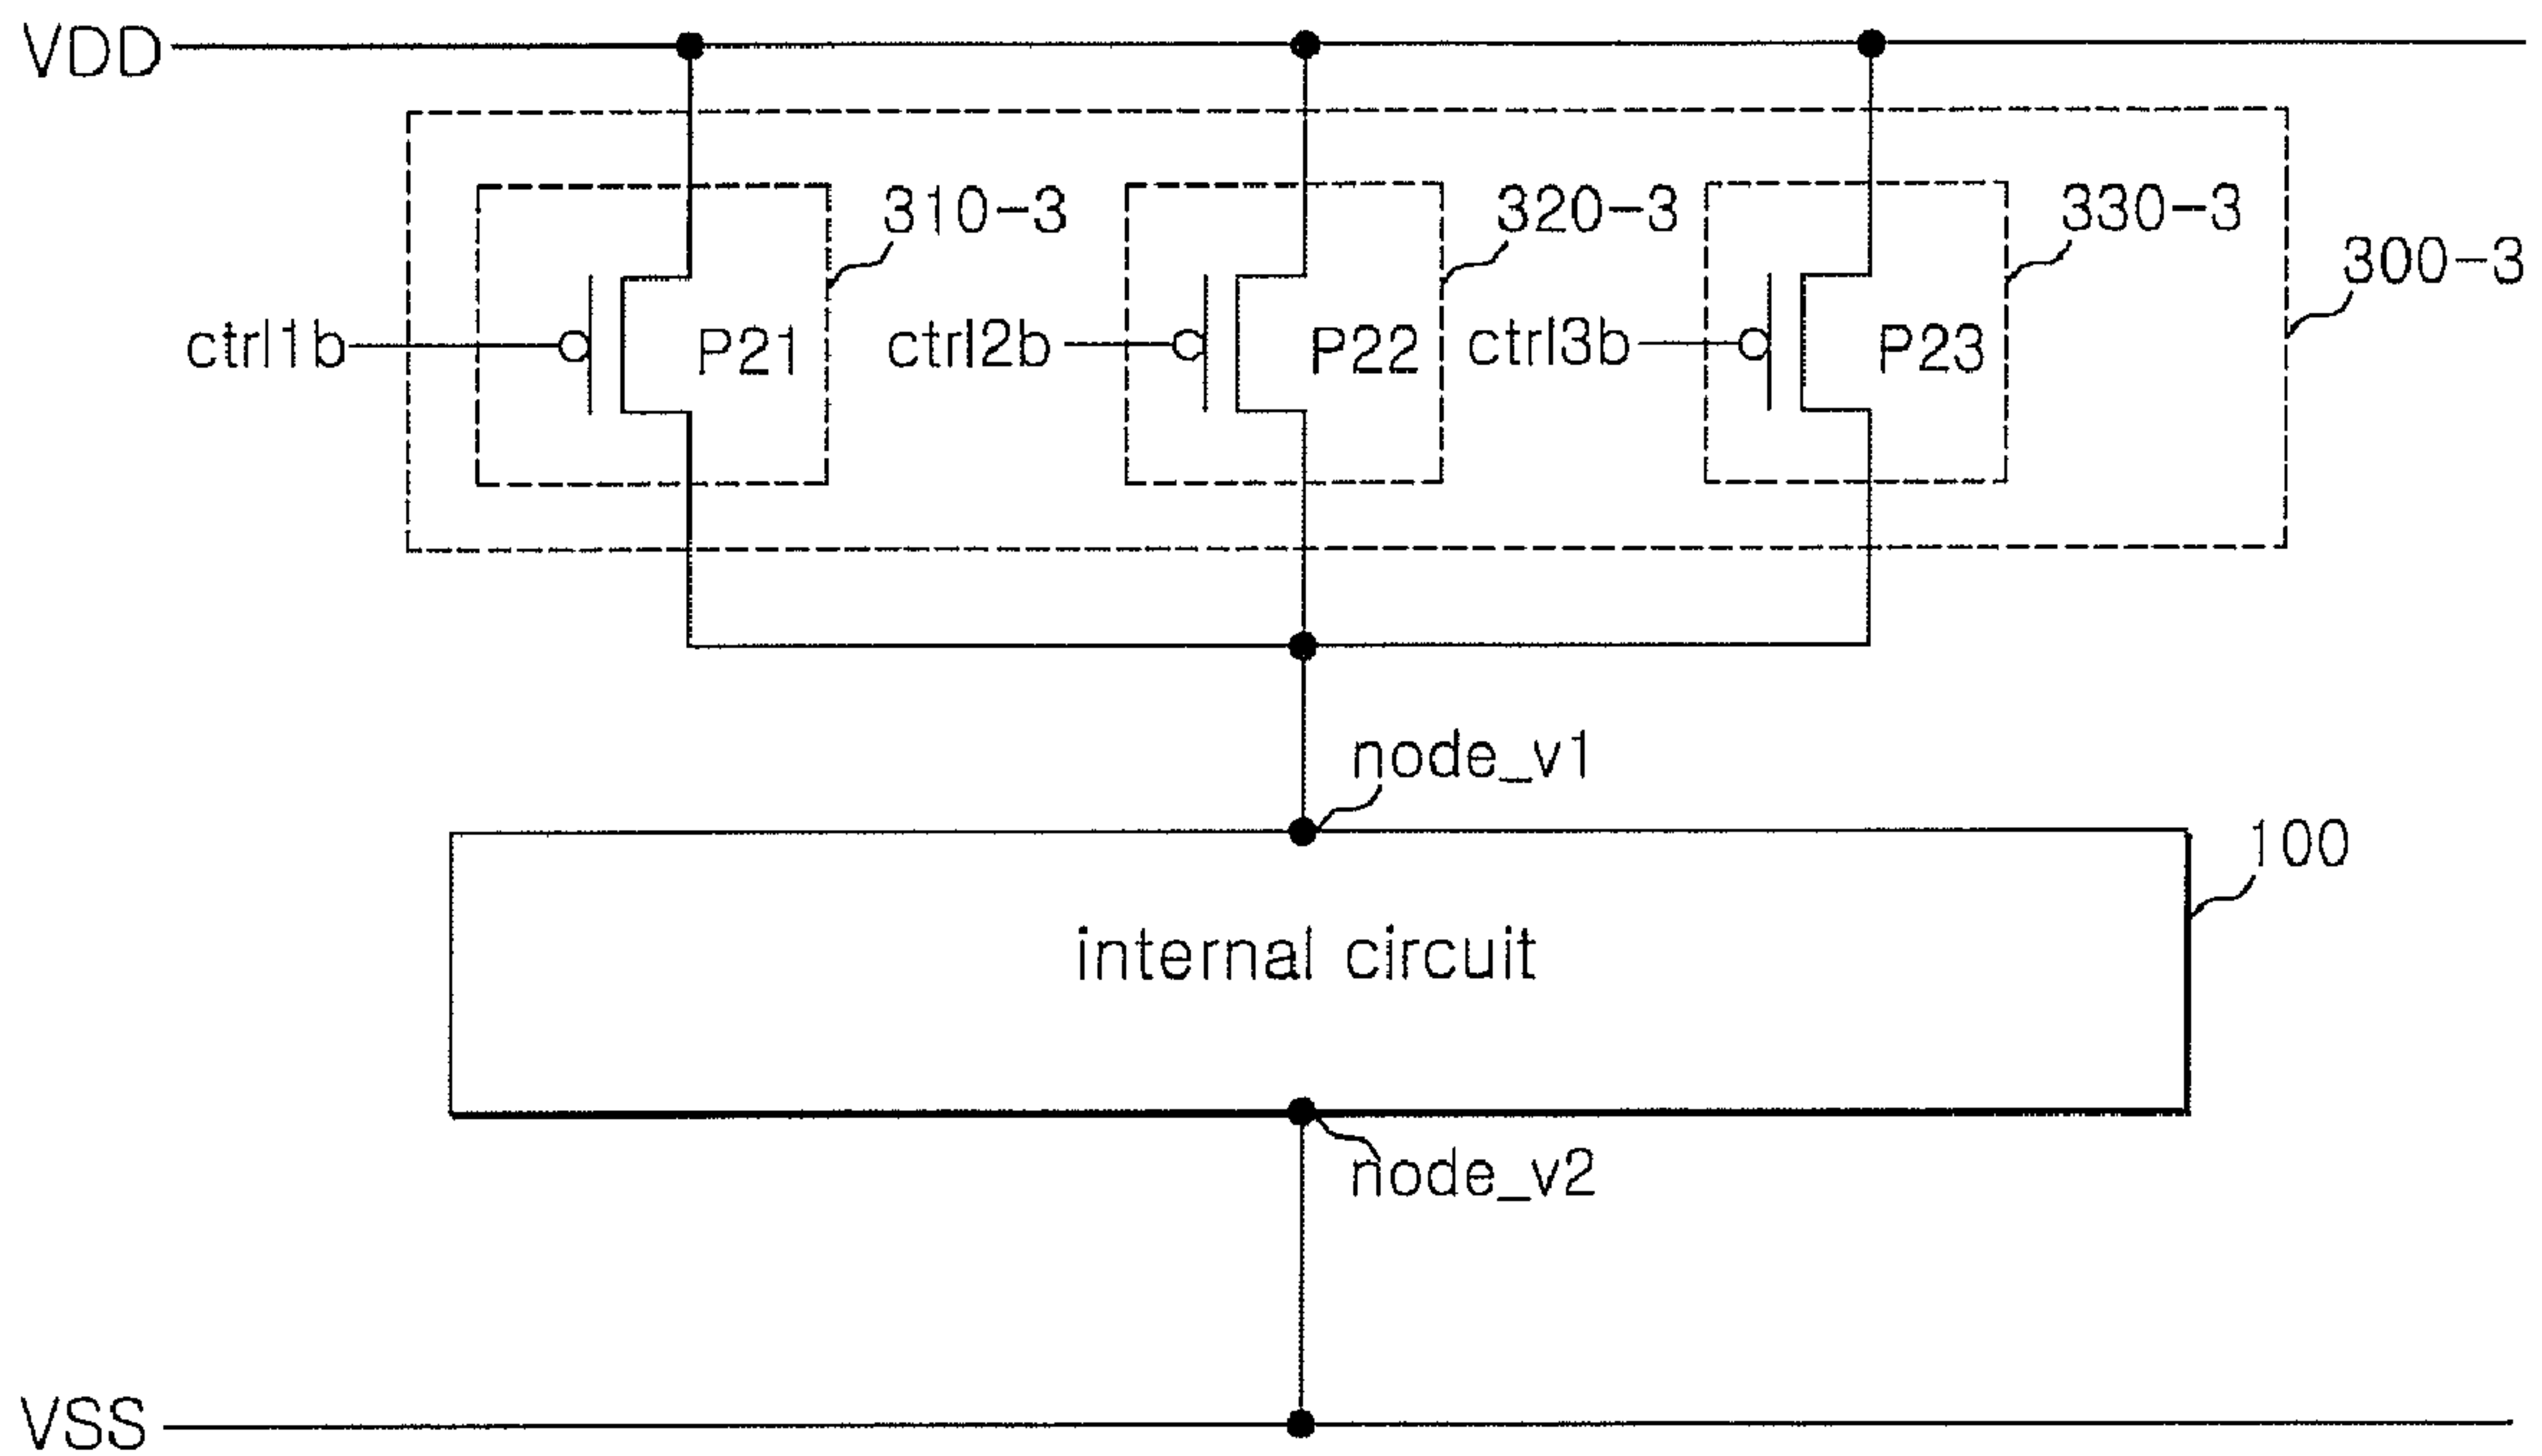 VDD
310-3
320-3
330-3
300-3
ctrl1b
P21
ctrl2b
P22
ctrl3b
P23
node_v1
100
internal circuit
node_v2
VSS